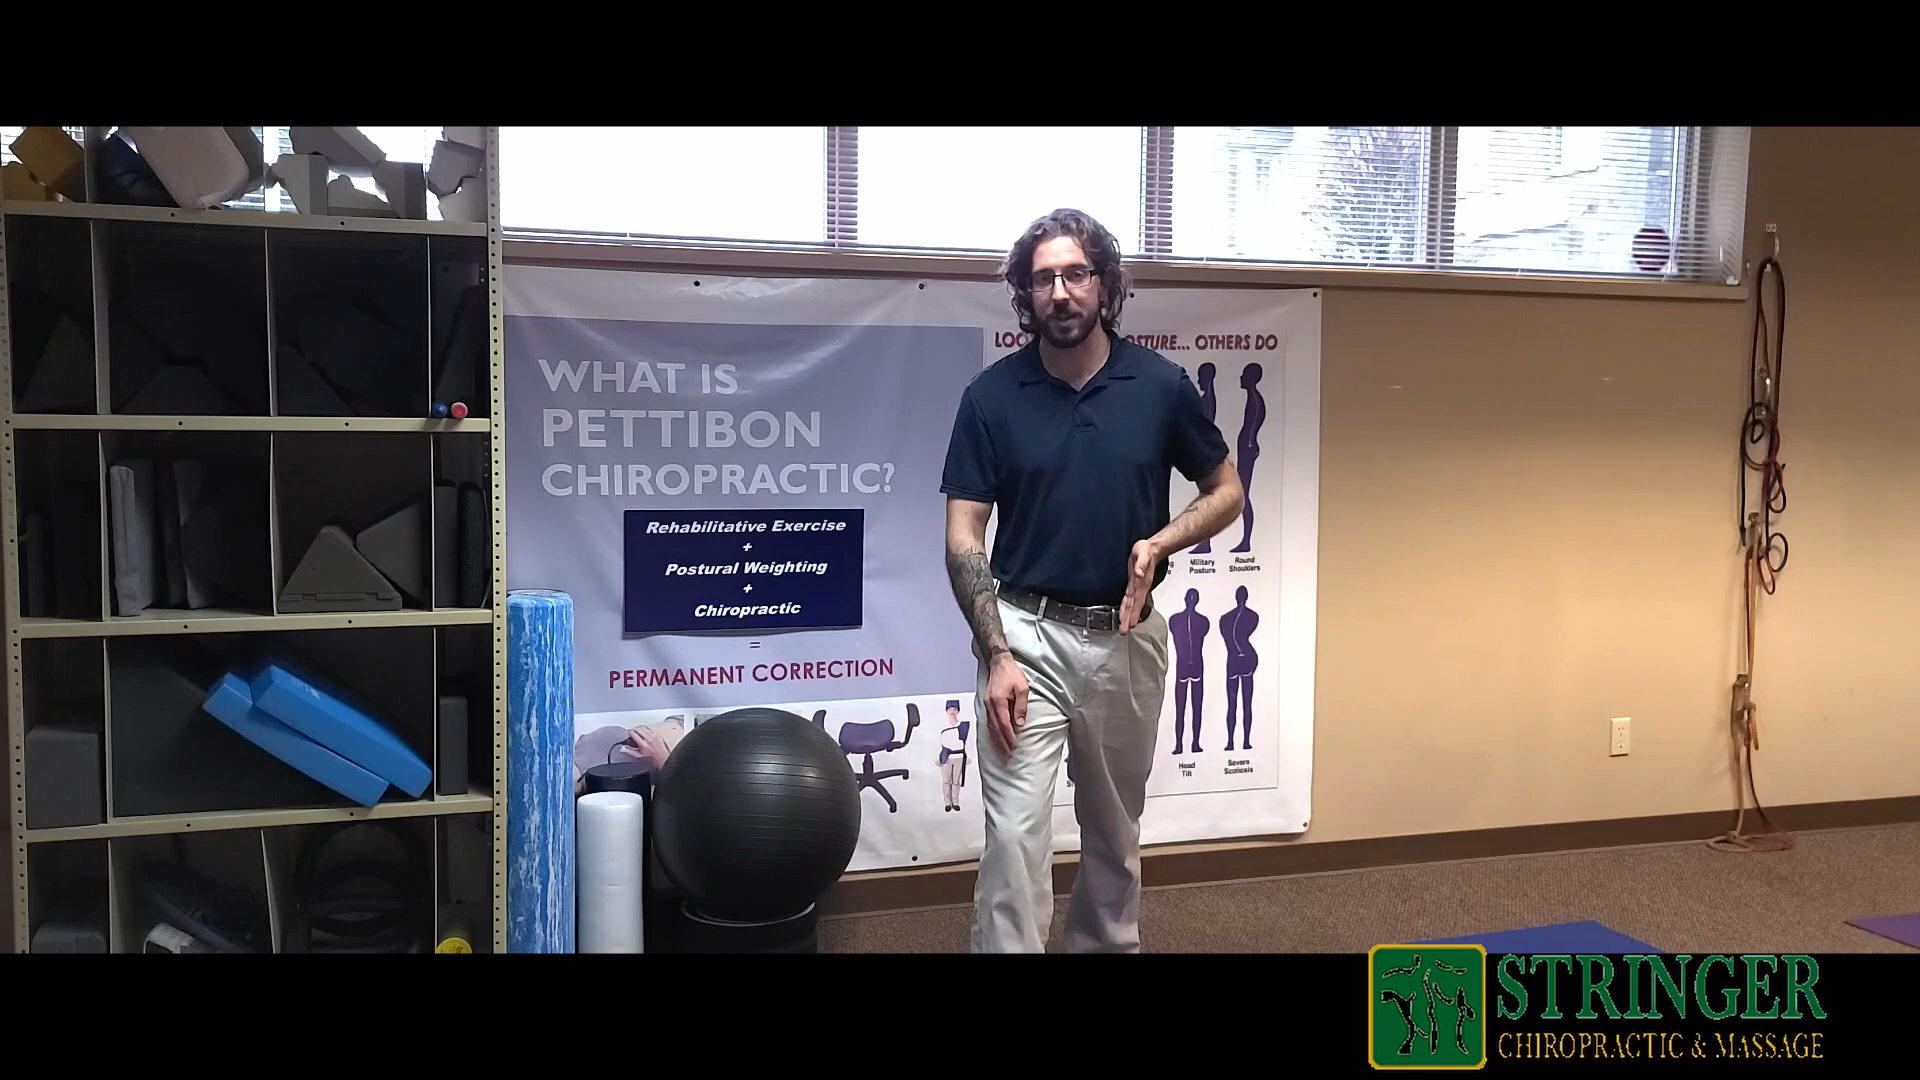 WHAT IS
PETTIBON
CHIROPRACTIC?
Rehabilitative Exercise
+
Postural Weighting
+
Chiropractic
=
PERMANENT CORRECTION
OTHERS DO
Military
Posture
Round
Shoulders
Head
Tilt
Severe
Scoliosis
STRINGER
CHIROPRACTIC & MASSAGE